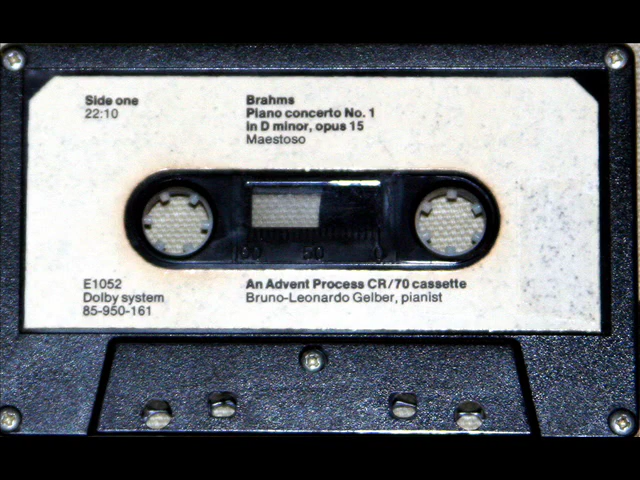 Side one
22:10
Brahms
Piano concerto No. 1
in D minor, opus 15
Maestoso
50
E1052
Dolby system
85-950-161
An Advent Process CR/70 cassette
Bruno-Leonardo Gelber, pianist